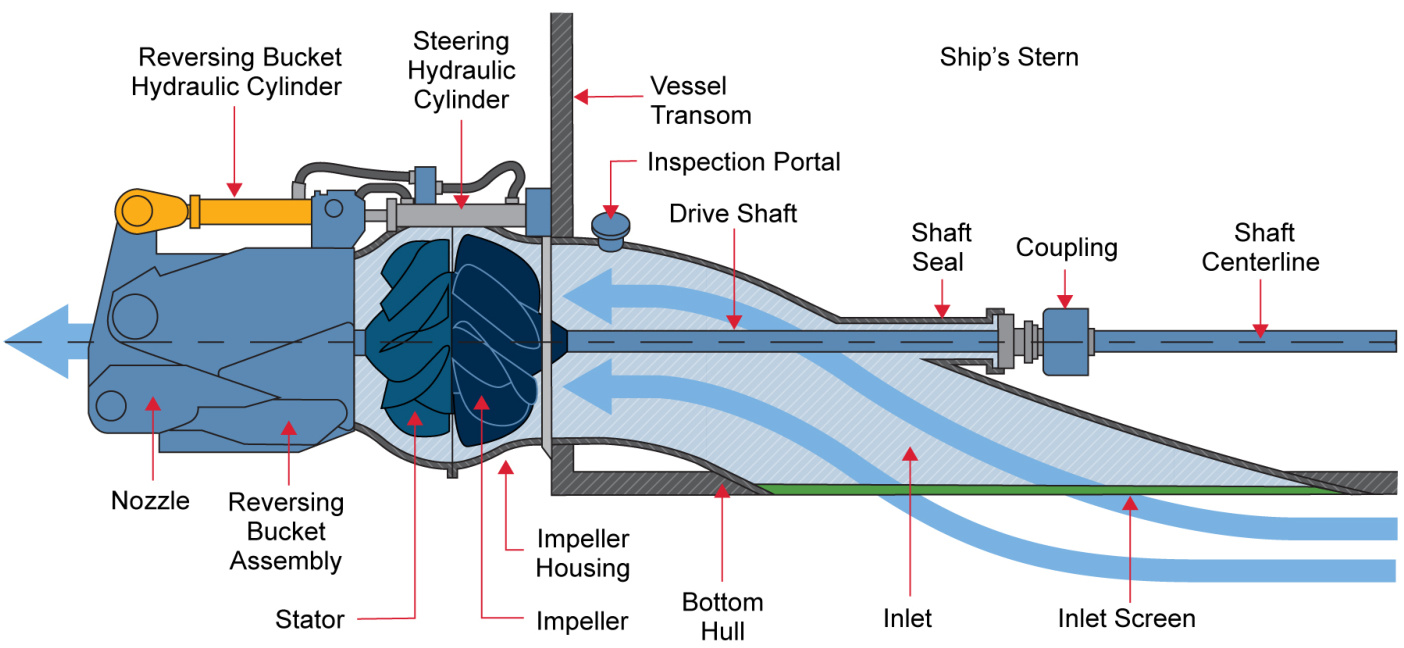 Reversing Bucket
Hydraulic Cylinder
Steering
Hydraulic
Cylinder
Vessel
Transom
Ship's Stern
Inspection Portal
Drive Shaft
Shaft
Seal
Coupling
Shaft
Centerline
Nozzle
Reversing
Bucket
Assembly
Stator
Impeller
Housing
Impeller
Bottom
Hull
Inlet
Inlet Screen